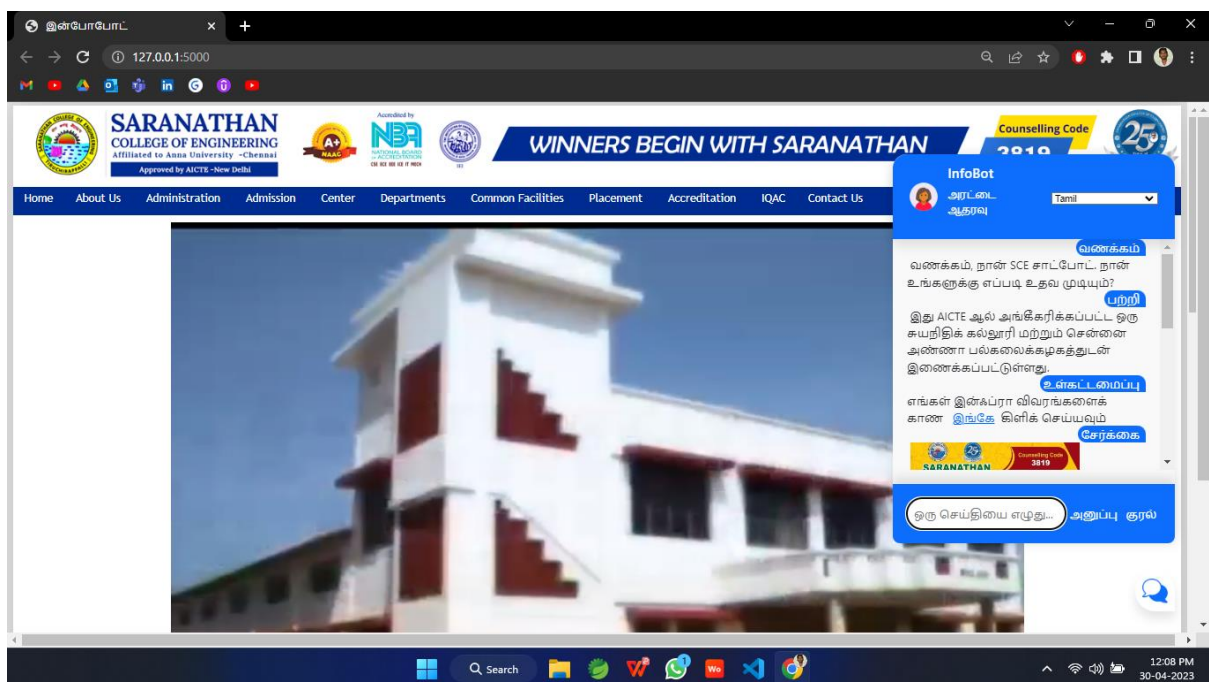 இன்போபோட்
127.0.0.1:5000
SARANATHAN
COLLEGE OF ENGINEERING
Affiliated to Anna University - Chennai
Approved by AICTE - New Delhi
A+
NAAC
Accredited by
NBA
NATIONAL BOARD
of ACCREDITATION
WINNERS BEGIN WITH SARANATHAN
Counselling Code
3819
25
Home About Us Administration Admission Center Departments Common Facilities Placement Accreditation IQAC Contact Us
InfoBot
அரட்டை
ஆதரவு
Tamil
வணக்கம்
வணக்கம், நான் SCE சாட்போட். நான்
உங்களுக்கு எப்படி உதவ முடியும்?
பற்றி
இது AICTE ஆல் அங்கீகரிக்கப்பட்ட ஒரு
சுயநிதிக் கல்லூரி மற்றும் சென்னை
அண்ணா பல்கலைக்கழகத்துடன்
இணைக்கப்பட்டுள்ளது.
உள்கட்டமைப்பு
எங்கள் இன்ஃப்ரா விவரங்களைக்
காண இங்கே கிளிக் செய்யவும்
சேர்க்கை
SARANATHAN
Counselling Code
3819
ஒரு செய்தியை எழுது... அனுப்பு குரல்
Search
12:08 PM
30-04-2023